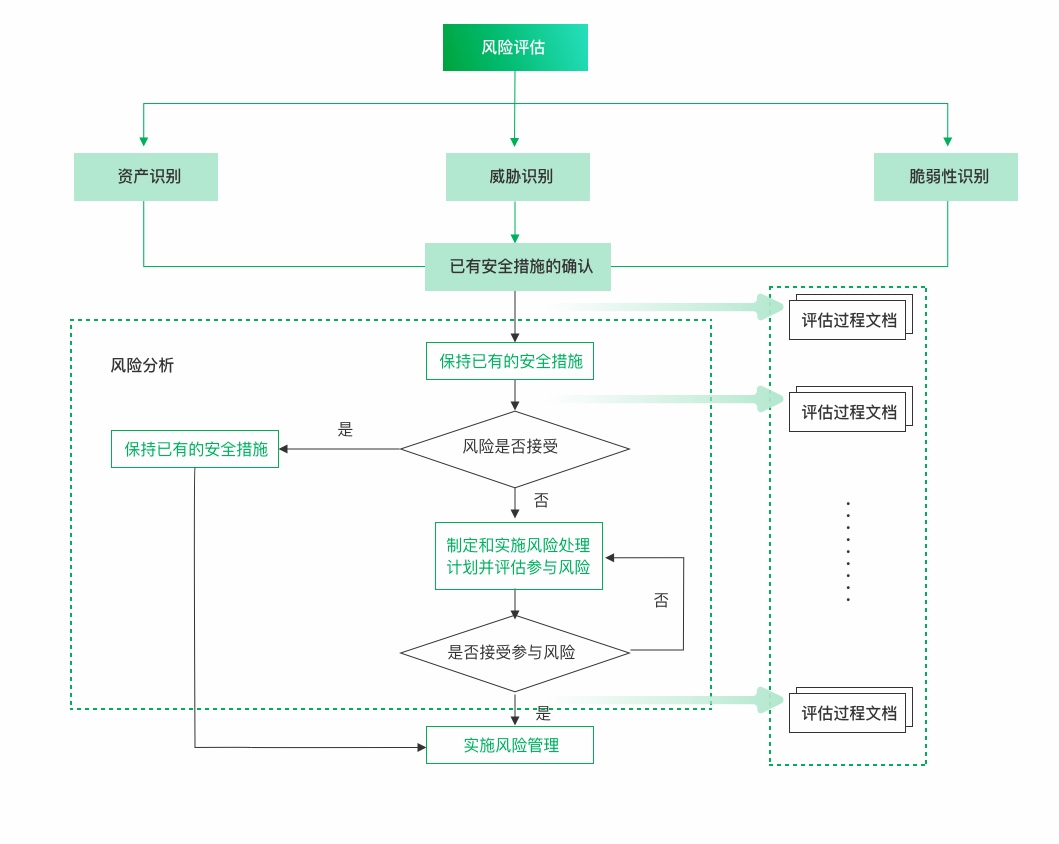 风险评估
资产识别
威胁识别
脆弱性识别
已有安全措施的确认
评估过程文档
风险分析
保持已有的安全措施
评估过程文档
是
保持已有的安全措施
风险是否接受
否
制定和实施风险处理
计划并评估参与风险
否
是否接受参与风险
评估过程文档
是
实施风险管理